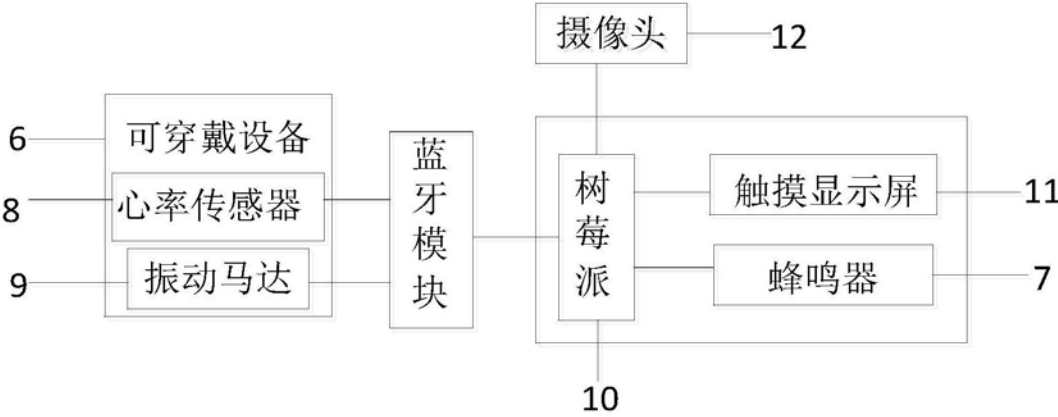 摄像头
12
6
可穿戴设备
8
心率传感器
9
振动马达
蓝牙模块
树莓派
触摸显示屏
11
蜂鸣器
7
10